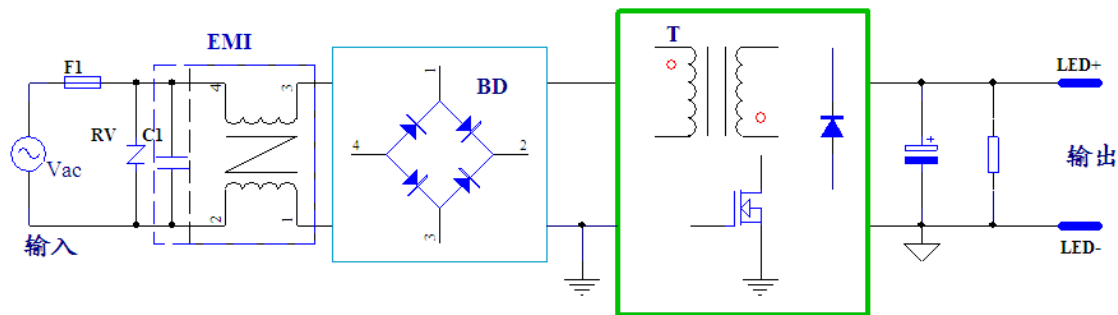 EMI
T
F1
LED+
1
BD
4
3
RV
C1
4
2
输出
Vac
+
2
1
3
输入
LED-